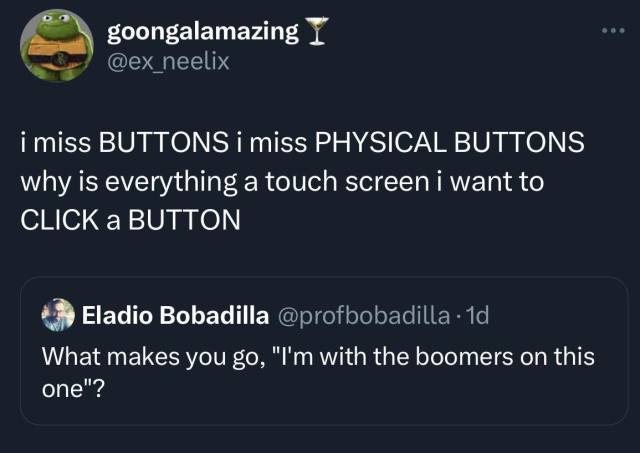 goongalamazing🍸
@ex_neelix
i miss BUTTONS i miss PHYSICAL BUTTONS
why is everything a touch screen i want to
CLICK a BUTTON
Eladio Bobadilla @profbobadilla · 1d
What makes you go, "I'm with the boomers on this
one"?